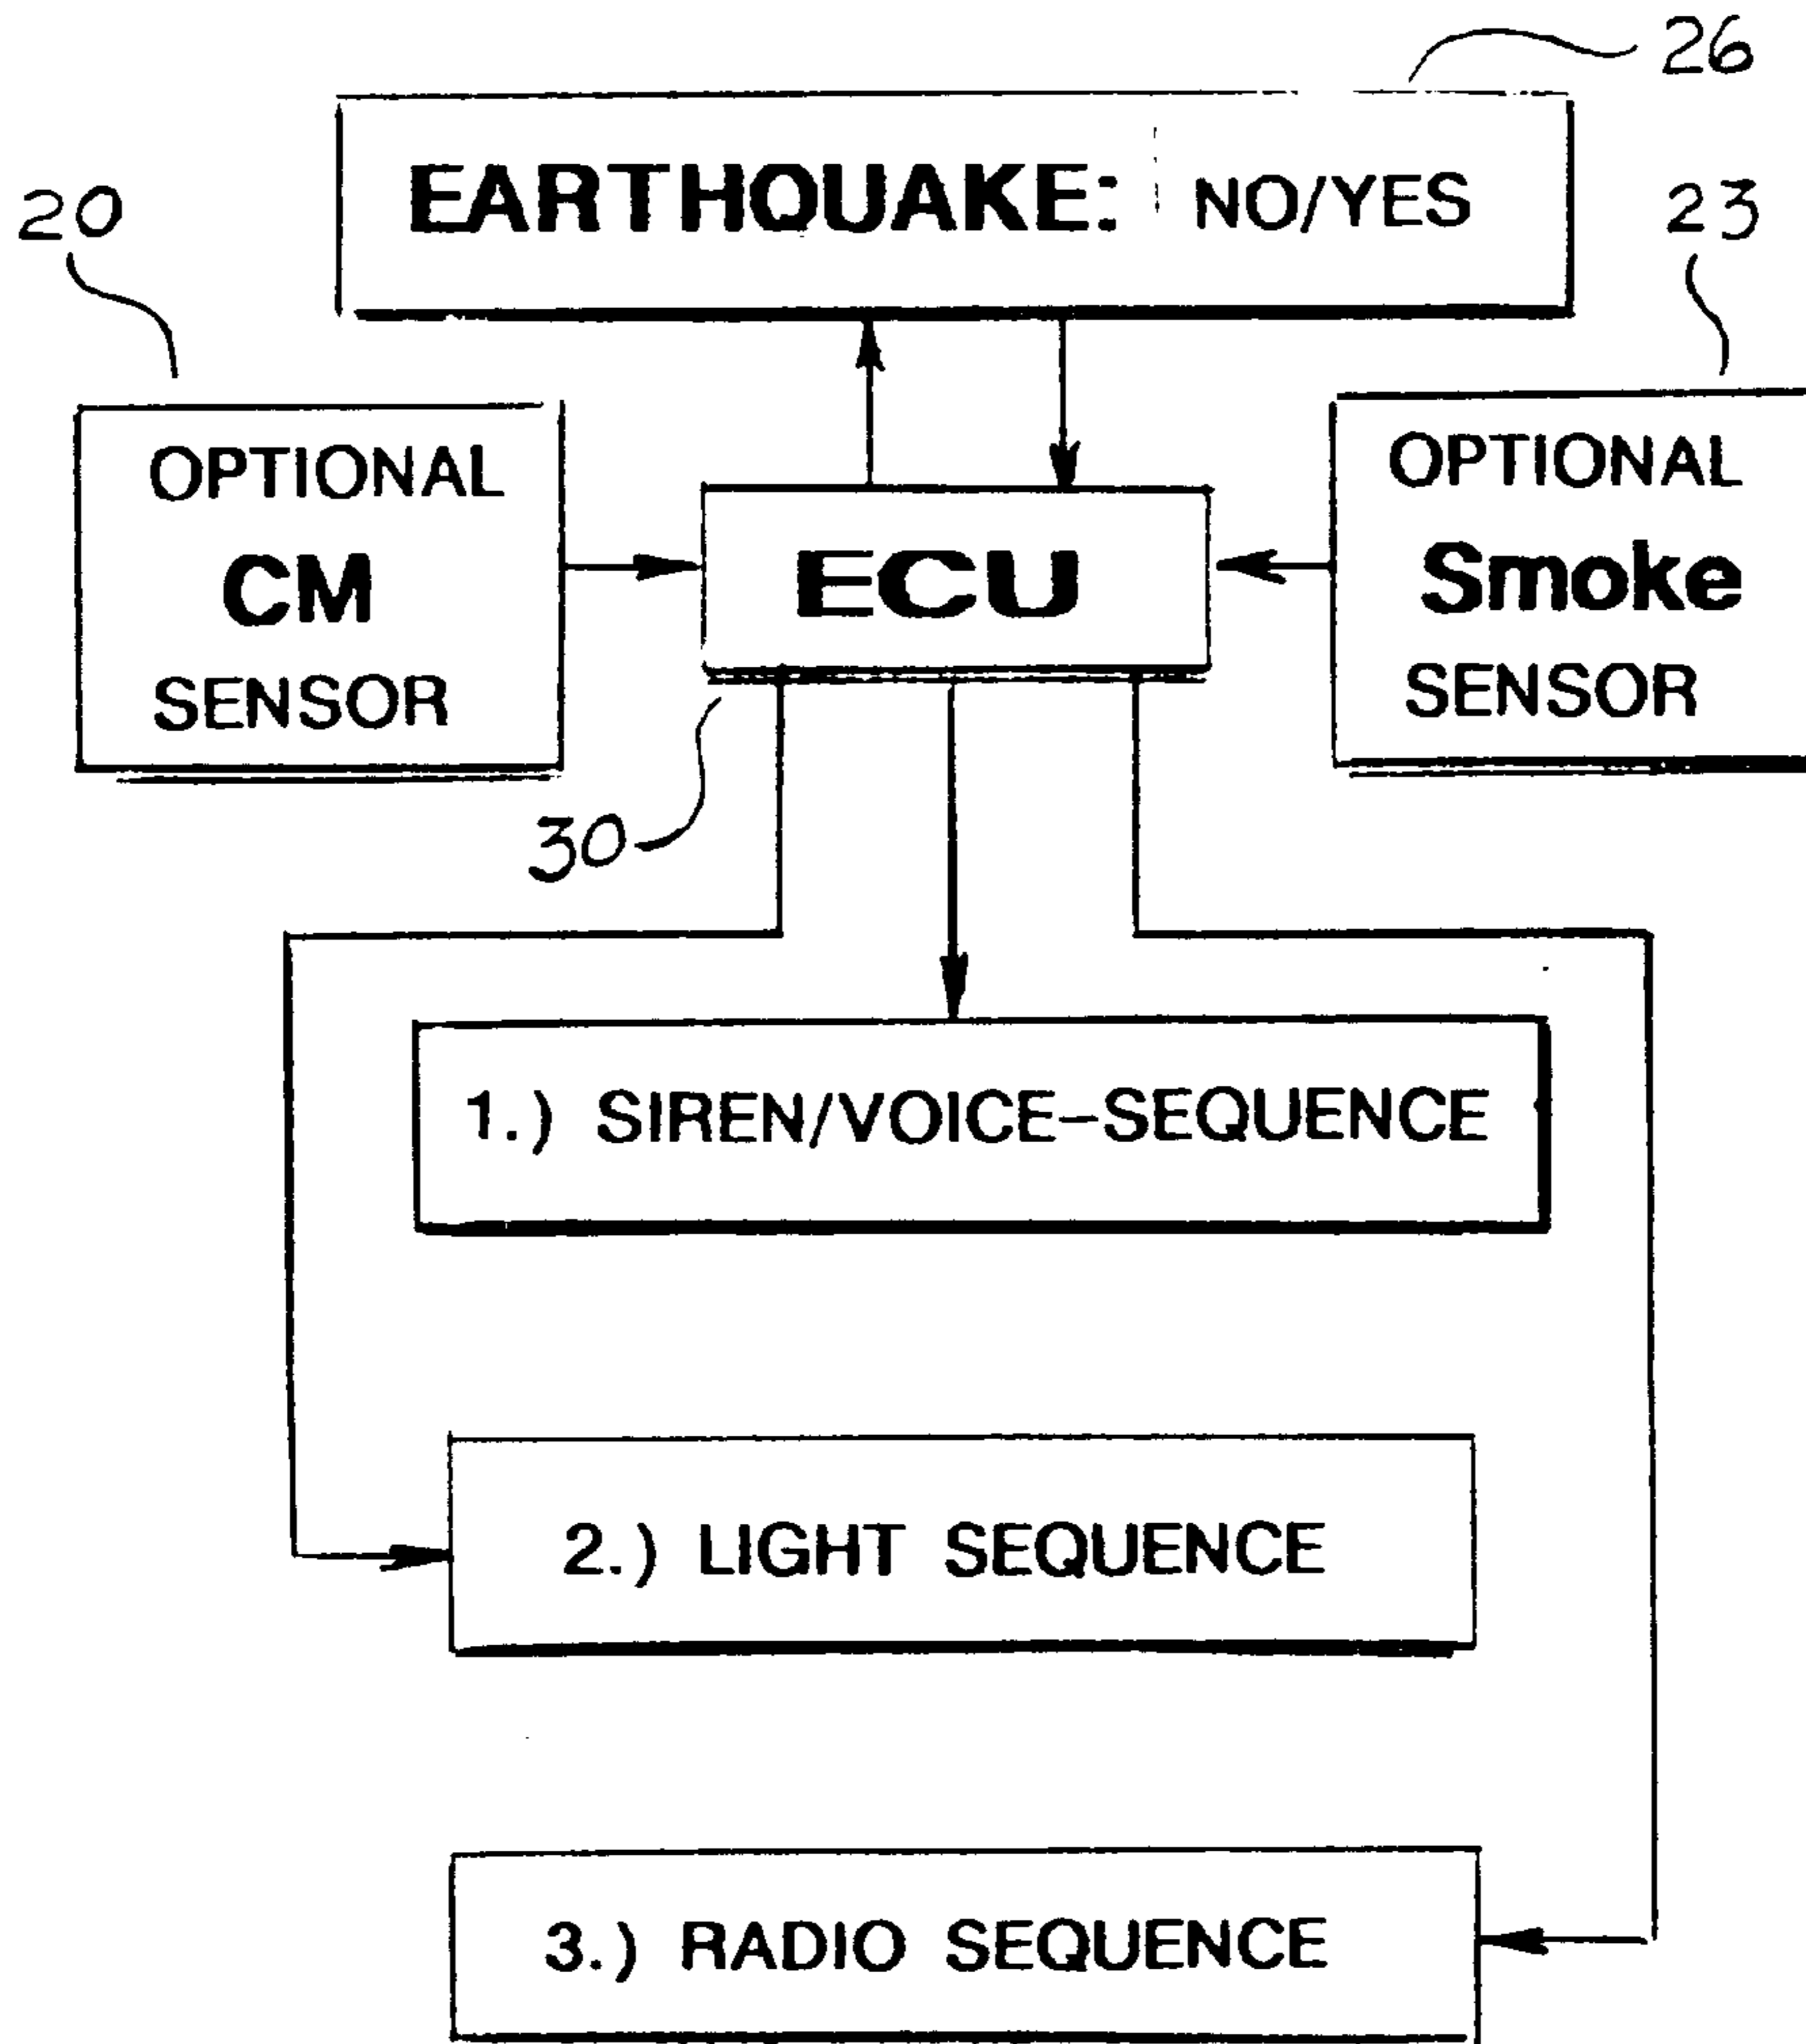 26
EARTHQUAKE: NO/YES
20
23
OPTIONAL
CM
SENSOR
ECU
OPTIONAL
Smoke
SENSOR
30
1.) SIREN/VOICE-SEQUENCE
2.) LIGHT SEQUENCE
3.) RADIO SEQUENCE